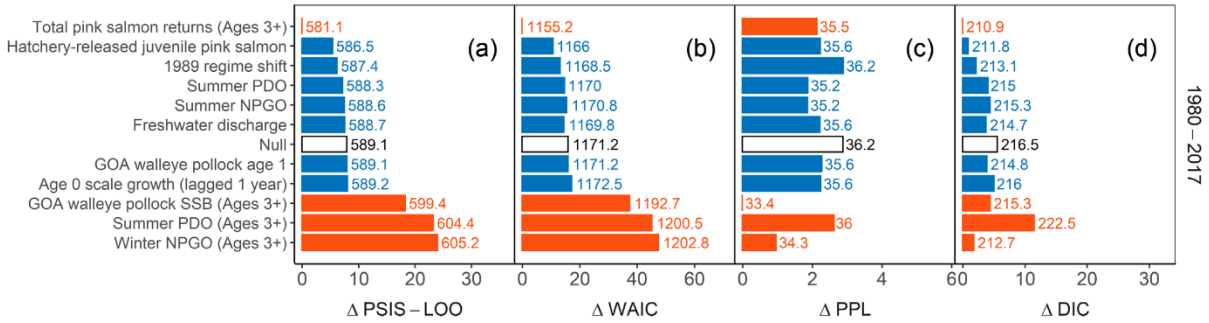 Total pink salmon returns (Ages 3+) 581.1 1155.2 35.5 210.9
Hatchery-released juvenile pink salmon 586.5 (a) 1166 (b) 35.6 (c) 211.8 (d)
1989 regime shift 587.4 1168.5 36.2 213.1
Summer PDO 588.3 1170 35.2 215
Summer NPGO 588.6 1170.8 35.2 215.3
Freshwater discharge 588.7 1169.8 35.6 214.7
Null 589.1 1171.2 36.2 216.5
GOA walleye pollock age 1 589.1 1171.2 35.6 214.8
Age 0 scale growth (lagged 1 year) 589.2 1172.5 35.6 216
GOA walleye pollock SSB (Ages 3+) 599.4 1192.7 33.4 215.3
Summer PDO (Ages 3+) 604.4 1200.5 36 222.5
Winter NPGO (Ages 3+) 605.2 1202.8 34.3 212.7
1980 – 2017
0 10 20 30 0 20 40 60 0 2 4 6 0 10 20 30
Δ PSIS – LOO Δ WAIC Δ PPL Δ DIC